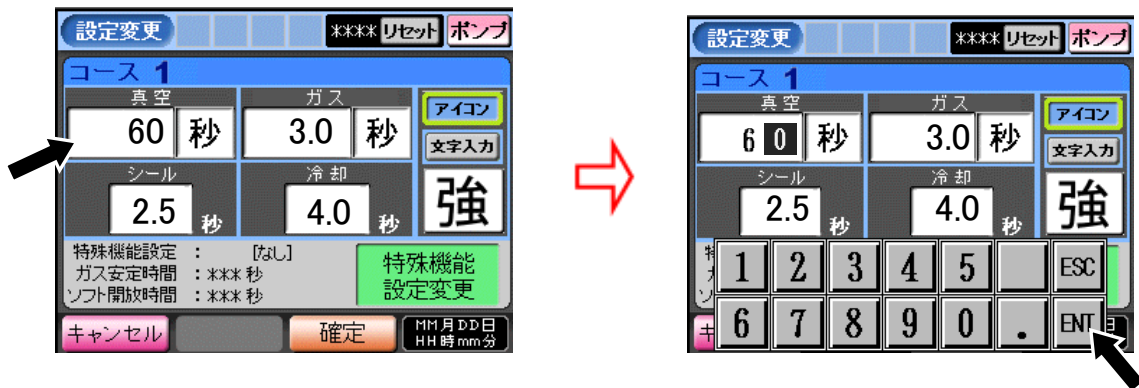 設定変更 **** リセット ポンプ
コース 1
真空 ガス
60 秒 3.0 秒
アイコン
文字入力
シール 冷却
2.5 秒 4.0 秒 強
特殊機能設定 : [なし]
ガス安定時間 : *** 秒
ソフト開放時間 : *** 秒
特殊機能
設定変更
キャンセル 確定
MM月DD日
HH時mm分
設定変更 **** リセット ポンプ
コース 1
真空 ガス
60 秒 3.0 秒
アイコン
文字入力
シール 冷却
2.5 秒 4.0 秒 強
1 2 3 4 5 ESC
6 7 8 9 0 . ENT